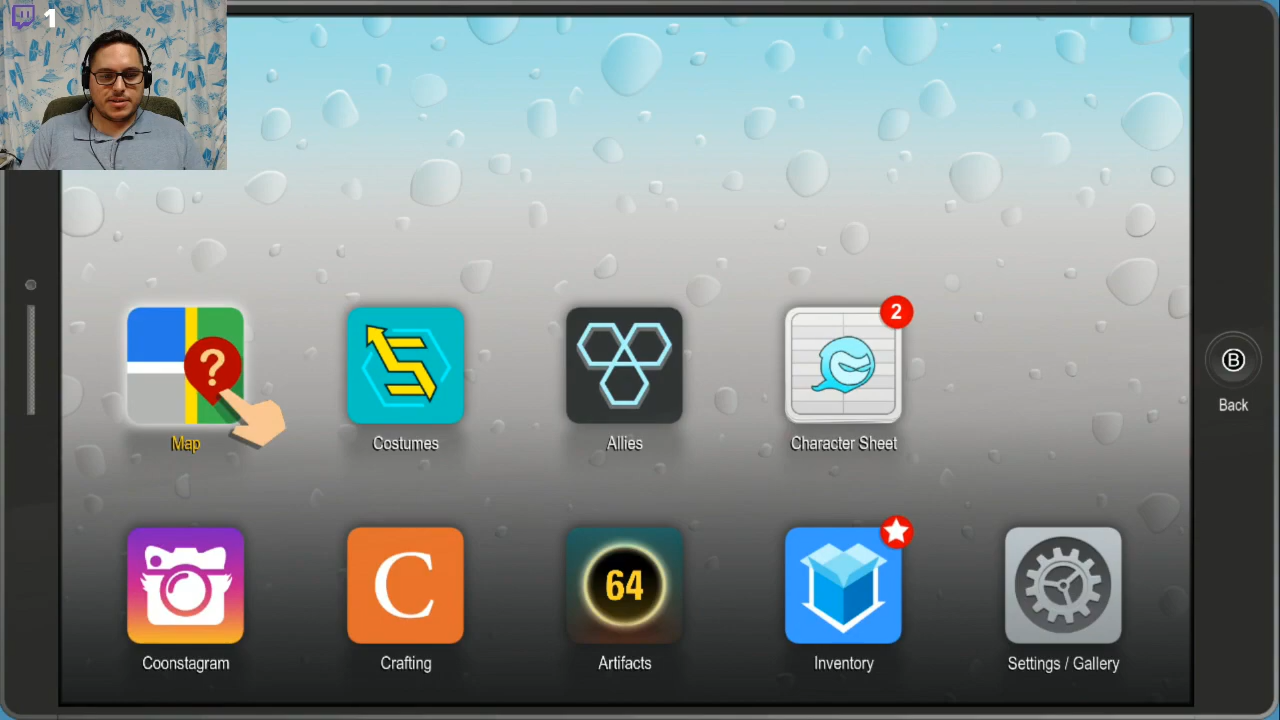 1
?
2
Map
Costumes
Allies
Character Sheet
B
Back
C
64
Coonstagram
Crafting
Artifacts
Inventory
Settings / Gallery